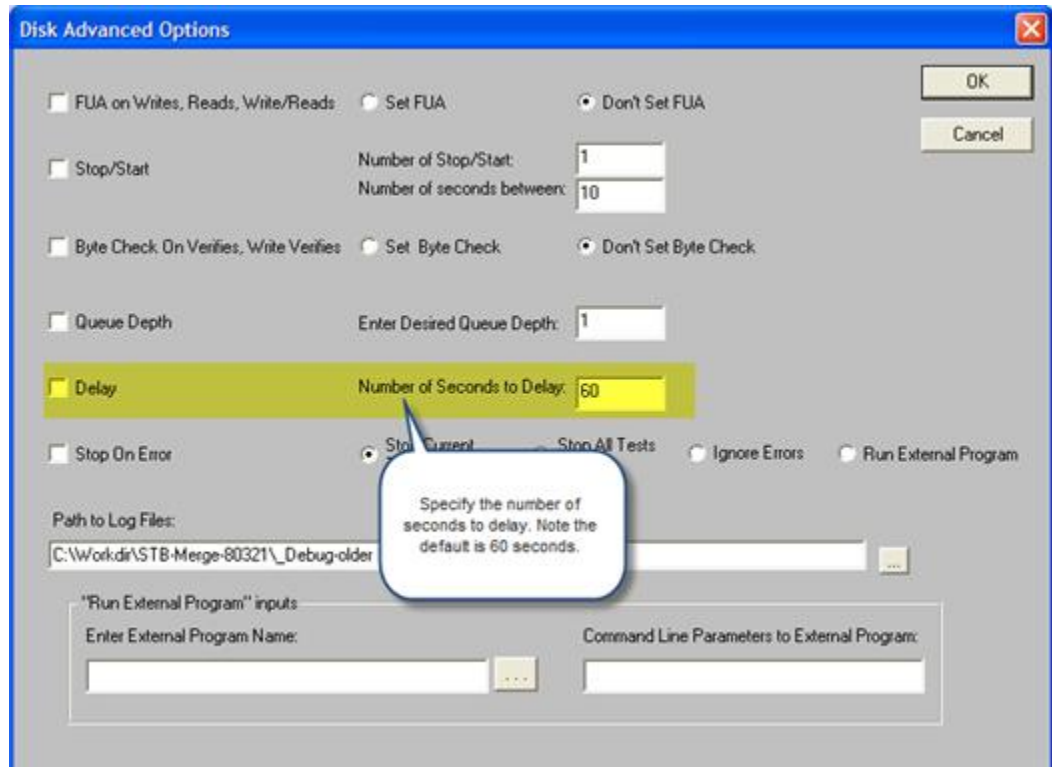 Disk Advanced Options
OK
Cancel
FUA on Writes, Reads, Write/Reads Set FUA Don't Set FUA
Stop/Start Number of Stop/Start: 1
Number of seconds between: 10
Byte Check On Verifies, Write Verifies Set Byte Check Don't Set Byte Check
Queue Depth Enter Desired Queue Depth: 1
Delay Number of Seconds to Delay: 60
Stop On Error Current Stop All Tests Ignore Errors Run External Program
Specify the number of
seconds to delay. Note the
default is 60 seconds.
Path to Log Files:
C:\Workdir\STB-Merge-80321\_Debug-older
...
"Run External Program" inputs
Enter External Program Name: Command Line Parameters to External Program:
...